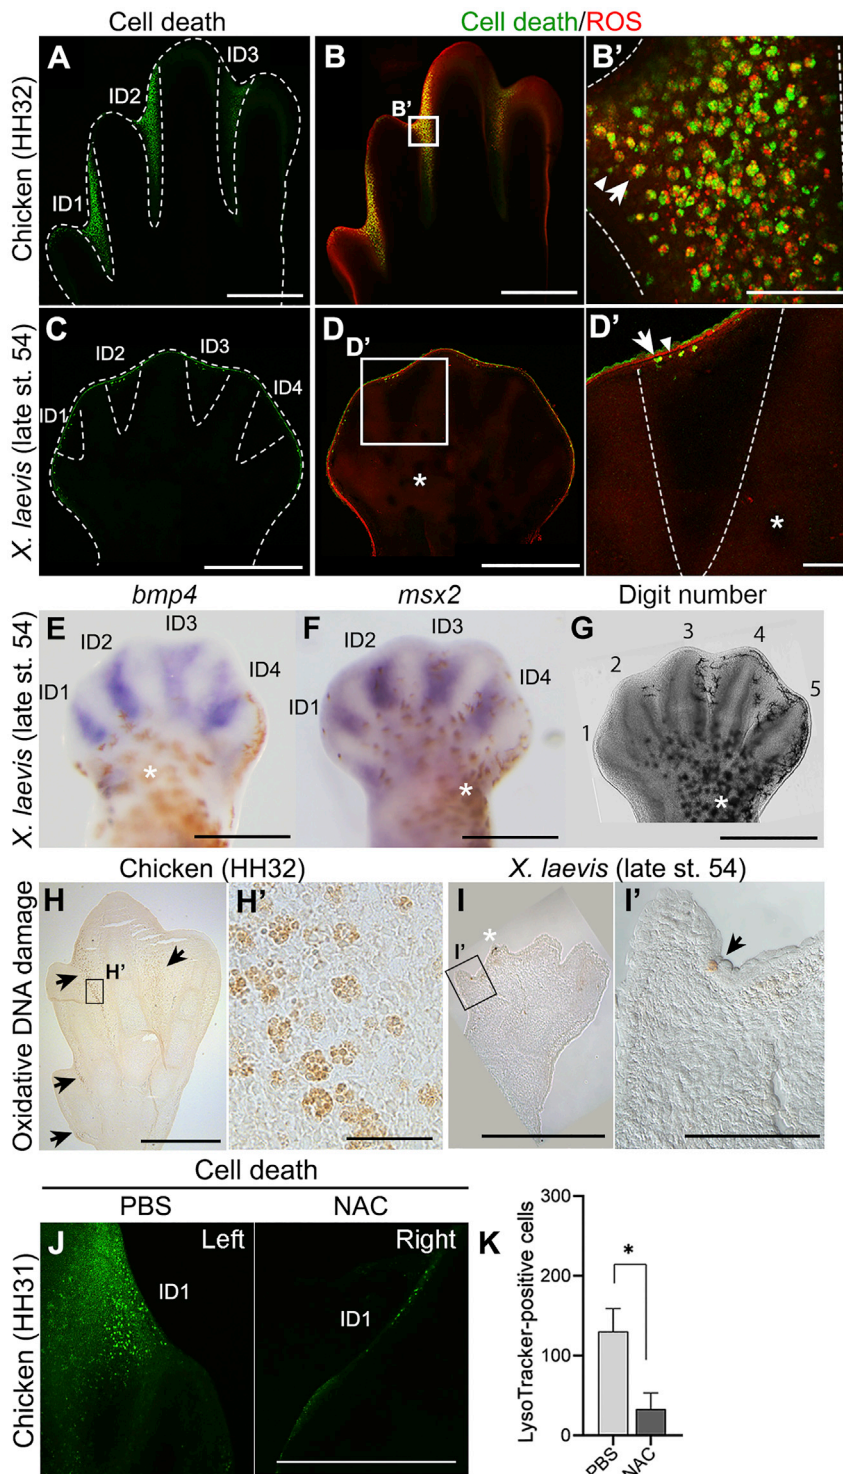 Cell death
Cell death/ROS
Chicken (HH32)
A
ID1
ID2
ID3
B
B’
B’
X. laevis (late st. 54)
C
ID1
ID2
ID3
ID4
D
D’
*
D’
*
bmp4
msx2
Digit number
X. laevis (late st. 54)
E
ID1
ID2
ID3
ID4
*
F
ID1
ID2
ID3
ID4
*
G
1
2
3
4
5
*
Chicken (HH32)
X. laevis (late st. 54)
Oxidative DNA damage
H
H’
H’
I
I’
*
I’
Cell death
PBS
NAC
Chicken (HH31)
J
Left
ID1
Right
ID1
K
LysoTracker-positive cells
300
200
100
0
*
PBS
NAC